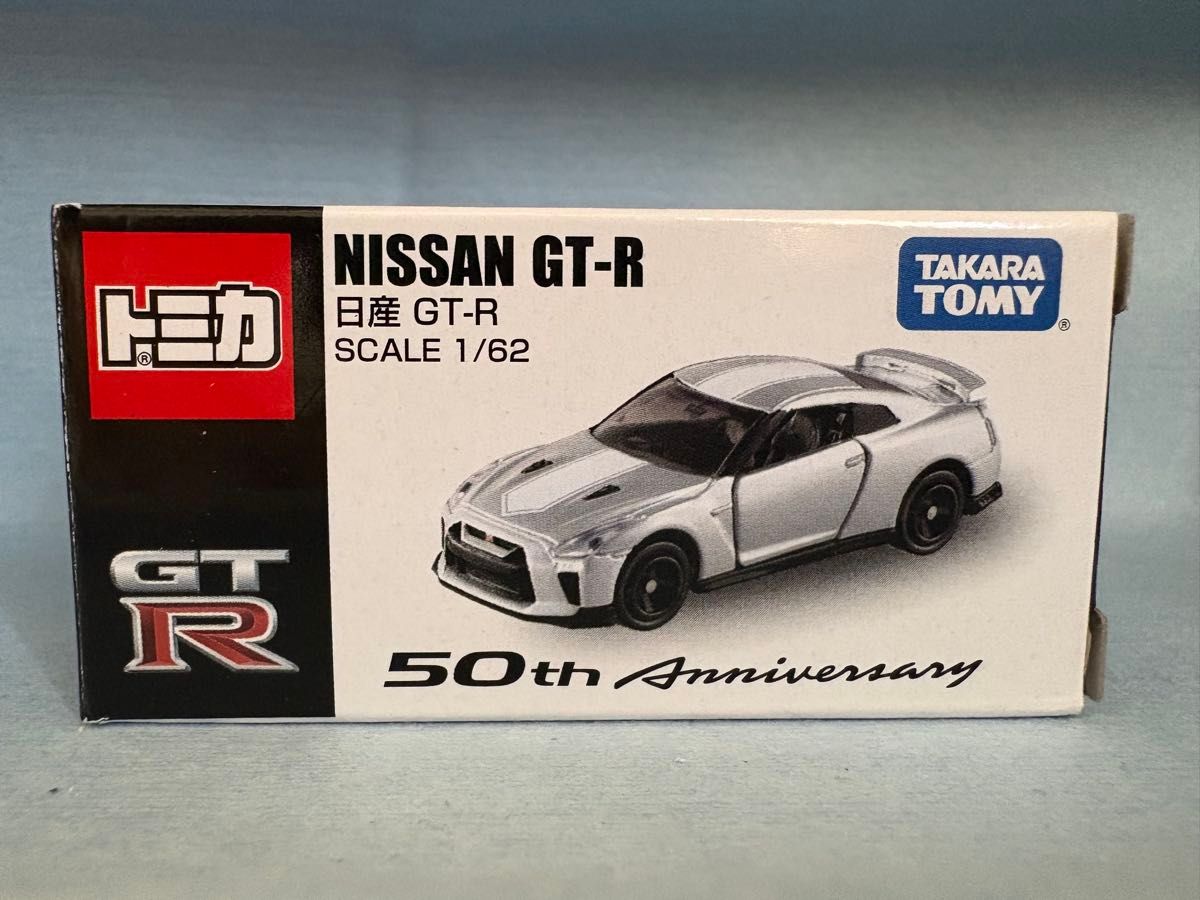 トミカ®
NISSAN GT-R
日産 GT-R
SCALE 1/62
TAKARA
TOMY®
GT
R
50th Anniversary